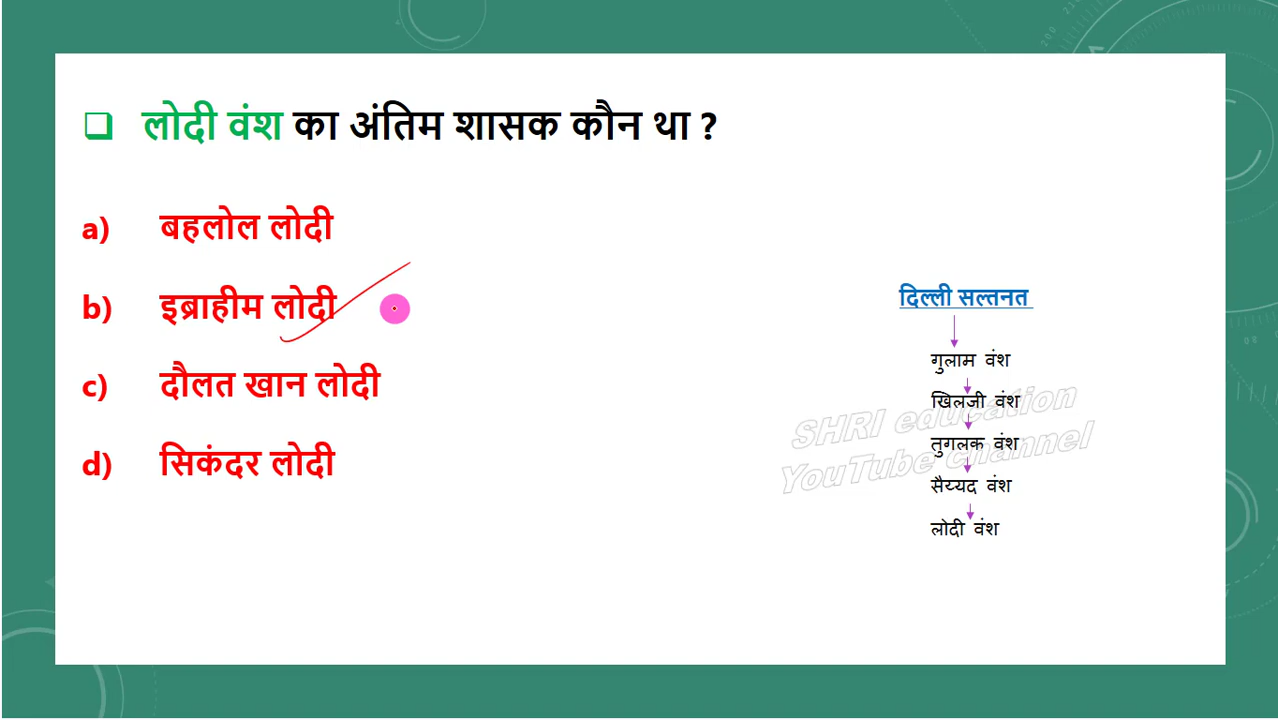 ❑ लोदी वंश का अंतिम शासक कौन था ?
a) बहलोल लोदी
b) इब्राहीम लोदी
c) दौलत खान लोदी
d) सिकंदर लोदी
दिल्ली सल्तनत
गुलाम वंश
खिलजी वंश
तुगलक वंश
सैय्यद वंश
लोदी वंश
SHRI education
YouTube channel